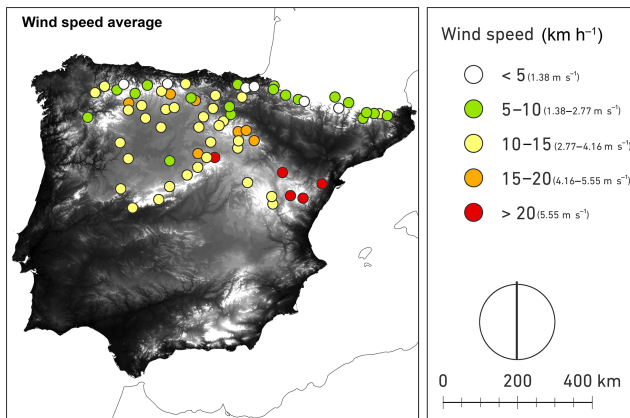 Wind speed average
Wind speed (km h⁻¹)
< 5 (1.38 m s⁻¹)
5–10 (1.38–2.77 m s⁻¹)
10–15 (2.77–4.16 m s⁻¹)
15–20 (4.16–5.55 m s⁻¹)
> 20 (5.55 m s⁻¹)
0 200 400 km